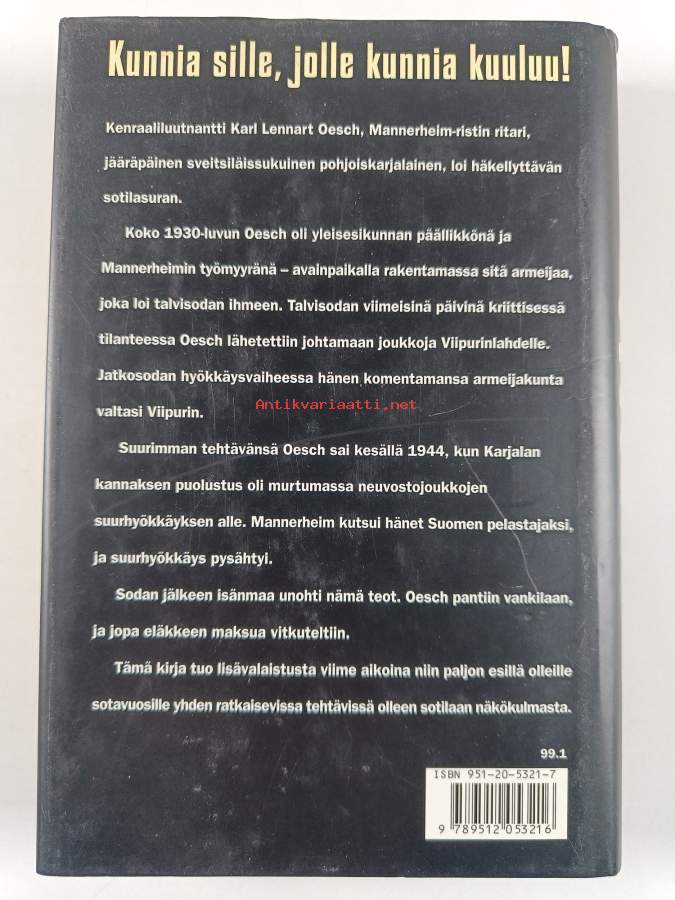 Kunnia sille, jolle kunnia kuuluu!
Kenraaliluutnantti Karl Lennart Oesch, Mannerheim-ristin ritari,
jääräpäinen sveitsiläissukuinen pohjoiskarjalainen, loi häkellyttävän
sotilasuran.
Koko 1930-luvun Oesch oli yleisesikunnan päällikkönä ja
Mannerheimin työmyyränä – avainpaikalla rakentamassa sitä armeijaa,
joka loi talvisodan ihmeen. Talvisodan viimeisinä päivinä kriittisessä
tilanteessa Oesch lähetettiin johtamaan joukkoja Viipurinlahdelle.
Jatkosodan hyökkäysvaiheessa hänen komentamansa armeijakunta
valtasi Viipurin.
Antikvariaatti.net
Suurimman tehtävänsä Oesch sai kesällä 1944, kun Karjalan
kannaksen puolustus oli murtumassa neuvostojoukkojen
suurhyökkäyksen alle. Mannerheim kutsui hänet Suomen pelastajaksi,
ja suurhyökkäys pysähtyi.
Sodan jälkeen isänmaa unohti nämä teot. Oesch pantiin vankilaan,
ja jopa eläkkeen maksua vitkuteltiin.
Tämä kirja tuo lisävalaistusta viime aikoina niin paljon esillä olleille
sotavuosille yhden ratkaisevissa tehtävissä olleen sotilaan näkökulmasta.
99.1
ISBN 951-20-5321-7
9 789512 053216